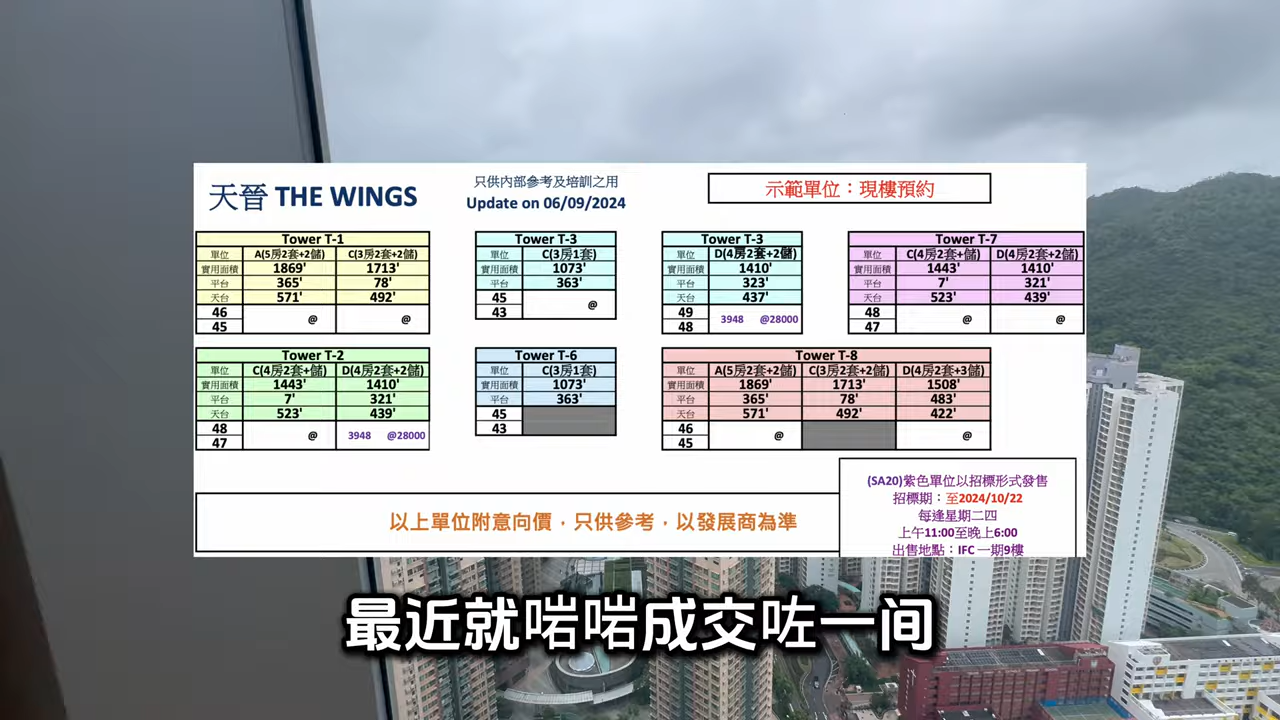 天晉 THE WINGS
只供內部參考及培訓之用
Update on 06/09/2024
示範單位：現樓預約
Tower T-1
單位 A(5房2套+2儲) C(3房2套+2儲)
實用面積 1869' 1713'
平台 365' 78'
天台 571' 492'
46
45
@ @
Tower T-3
單位 C(3房1套)
實用面積 1073'
平台 363'
45
43
@
Tower T-3
單位 D(4房2套+2儲)
實用面積 1410'
平台 323'
天台 437'
49
48
3948 @28000
Tower T-7
單位 C(4房2套+儲) D(4房2套+2儲)
實用面積 1443' 1410'
平台 7' 321'
天台 523' 439'
48
47
@ @
Tower T-2
單位 C(4房2套+儲) D(4房2套+2儲)
實用面積 1443' 1410'
平台 7' 321'
天台 523' 439'
48
47
@ 3948 @28000
Tower T-6
單位 C(3房1套)
實用面積 1073'
平台 363'
45
43
Tower T-8
單位 A(5房2套+2儲) C(3房2套+2儲) D(4房2套+3儲)
實用面積 1869' 1713' 1508'
平台 365' 78' 483'
天台 571' 492' 422'
46
45
@ @
以上單位附意向價，只供參考，以發展商為準
(SA20)紫色單位以招標形式發售
招標期：至2024/10/22
每逢星期二四
上午11:00至晚上6:00
出售地點：IFC 一期9樓
最近就啱啱成交咗一间